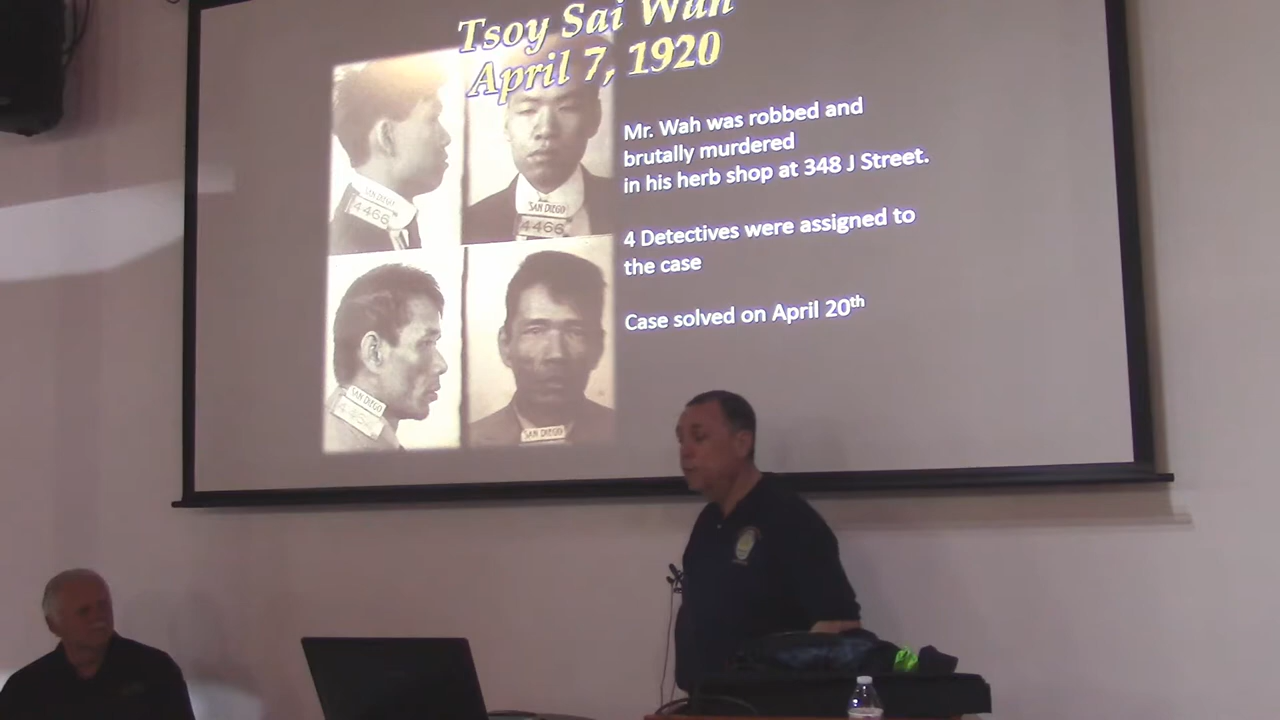 Tsoy Sai Wah
April 7, 1920
Mr. Wah was robbed and
brutally murdered
in his herb shop at 348 J Street.
4 Detectives were assigned to
the case
Case solved on April 20th
SAN DIEGO
4466
SAN DIEGO
4466
SAN DIEGO
SAN DIEGO